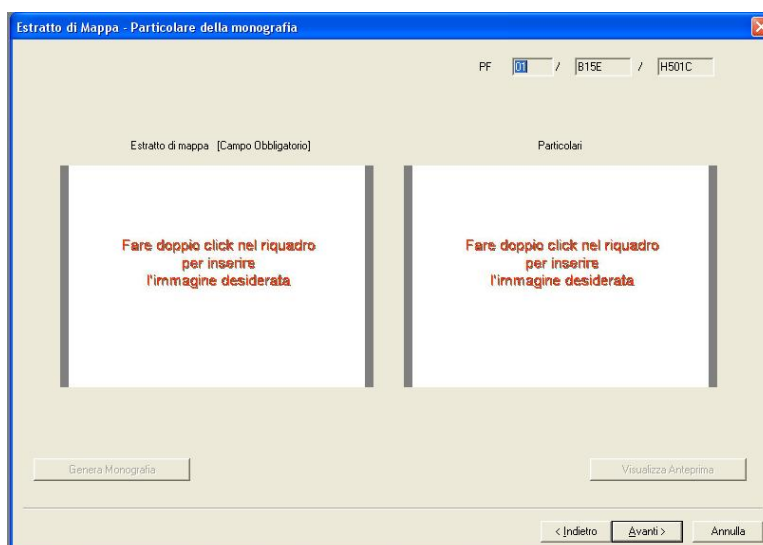 Estratto di Mappa - Particolare della monografia
PF 01 / B15E / H501C
Estratto di mappa [Campo Obbligatorio]
Particolari
Fare doppio click nel riquadro
per inserire
l'immagine desiderata
Fare doppio click nel riquadro
per inserire
l'immagine desiderata
Genera Monografia
Visualizza Anteprima
< Indietro
Avanti >
Annulla